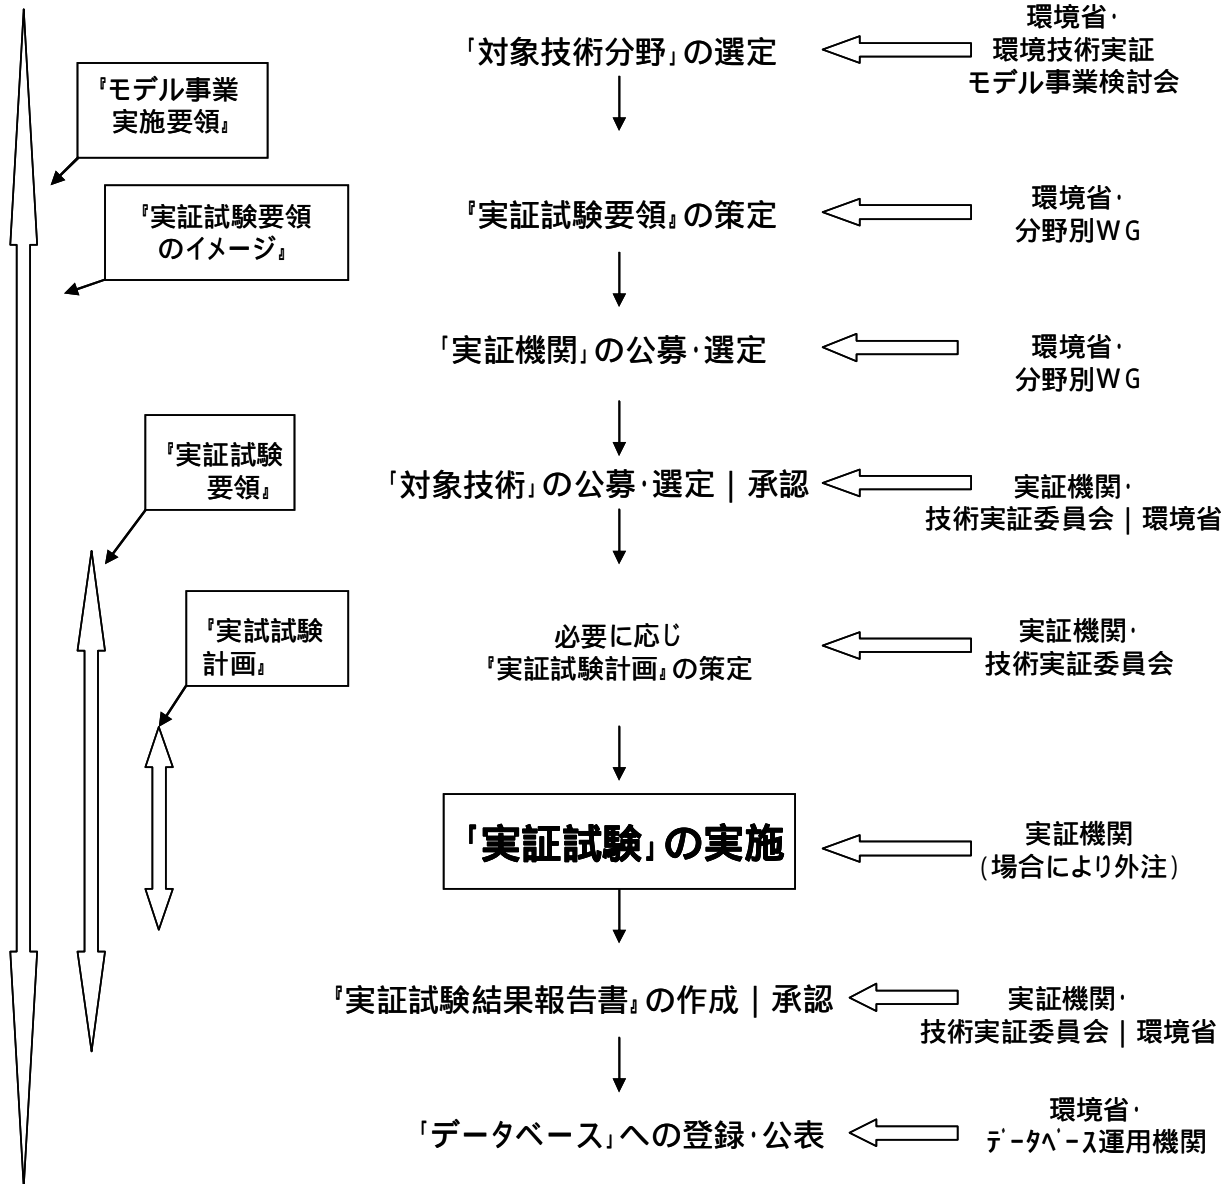 「対象技術分野」の選定
環境省・
環境技術実証
モデル事業検討会
『モデル事業
実施要領』
『実証試験要領
のイメージ』
『実証試験要領』の策定
環境省・
分野別WG
「実証機関」の公募・選定
環境省・
分野別WG
『実証試験
要領』
「対象技術」の公募・選定 | 承認
実証機関・
技術実証委員会 | 環境省
『実試試験
計画』
必要に応じ
『実証試験計画』の策定
実証機関・
技術実証委員会
「実証試験」の実施
実証機関
(場合により外注)
『実証試験結果報告書』の作成 | 承認
実証機関・
技術実証委員会 | 環境省
「データベース」への登録・公表
環境省・
ﾃﾞｰﾀﾍﾞｰｽ運用機関